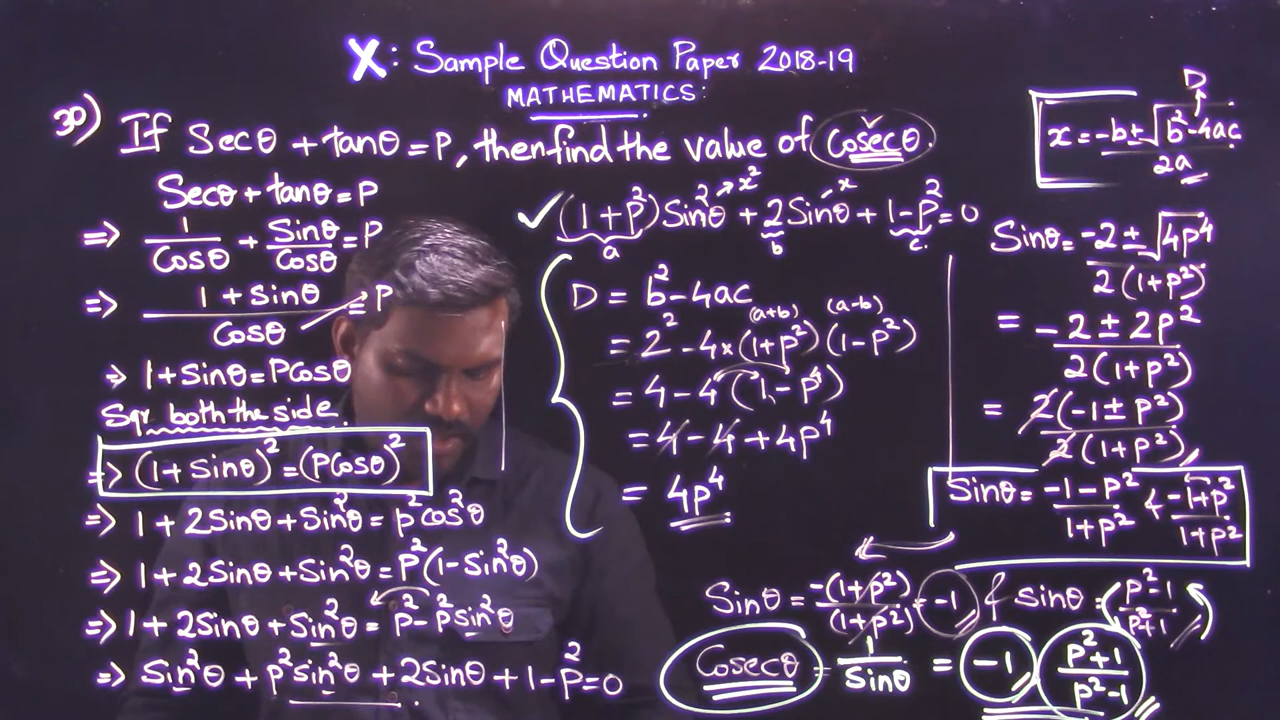 X: Sample Question Paper 2018-19
MATHEMATICS:
30) If Secθ + tanθ = P, then find the value of Cosecθ.
Secθ + tanθ = P
=> 1/Cosθ + Sinθ/Cosθ = P
=> (1 + Sinθ)/Cosθ = P
=> 1 + Sinθ = PCosθ
Sqr both the side.
=> (1 + Sinθ)² = (PCosθ)²
=> 1 + 2Sinθ + Sin²θ = p²cos²θ
=> 1 + 2Sinθ + Sin²θ = P²(1 - Sin²θ)
=> 1 + 2Sinθ + Sin²θ = P² - P²sin²θ
=> Sin²θ + p²sin²θ + 2Sinθ + 1 - P² = 0
✓ (1 + p²)Sin²θ → x² + 2Sinθ x + 1 - P² = 0
a b c.
D = b² - 4ac
(a+b) (a-b)
= 2² - 4 × (1 + p²)(1 - P²)
= 4 - 4(1 - P⁴)
= 4 - 4 + 4p⁴
= 4p⁴
D
x = (-b ± √(b² - 4ac))/2a
Sinθ = (-2 ± √(4p⁴))/(2(1 + p²))
= (-2 ± 2p²)/(2(1 + p²))
= 2(-1 ± p²)/(2(1 + p²))
Sinθ = (-1 - p²)/(1 + p²) & (-1 + p²)/(1 + p²)
Sinθ = -(1 + p²)/(1 + p²) = -1 & sinθ = (p² - 1)/(p² + 1)
Cosecθ = 1/Sinθ = -1, (p² + 1)/(p² - 1)